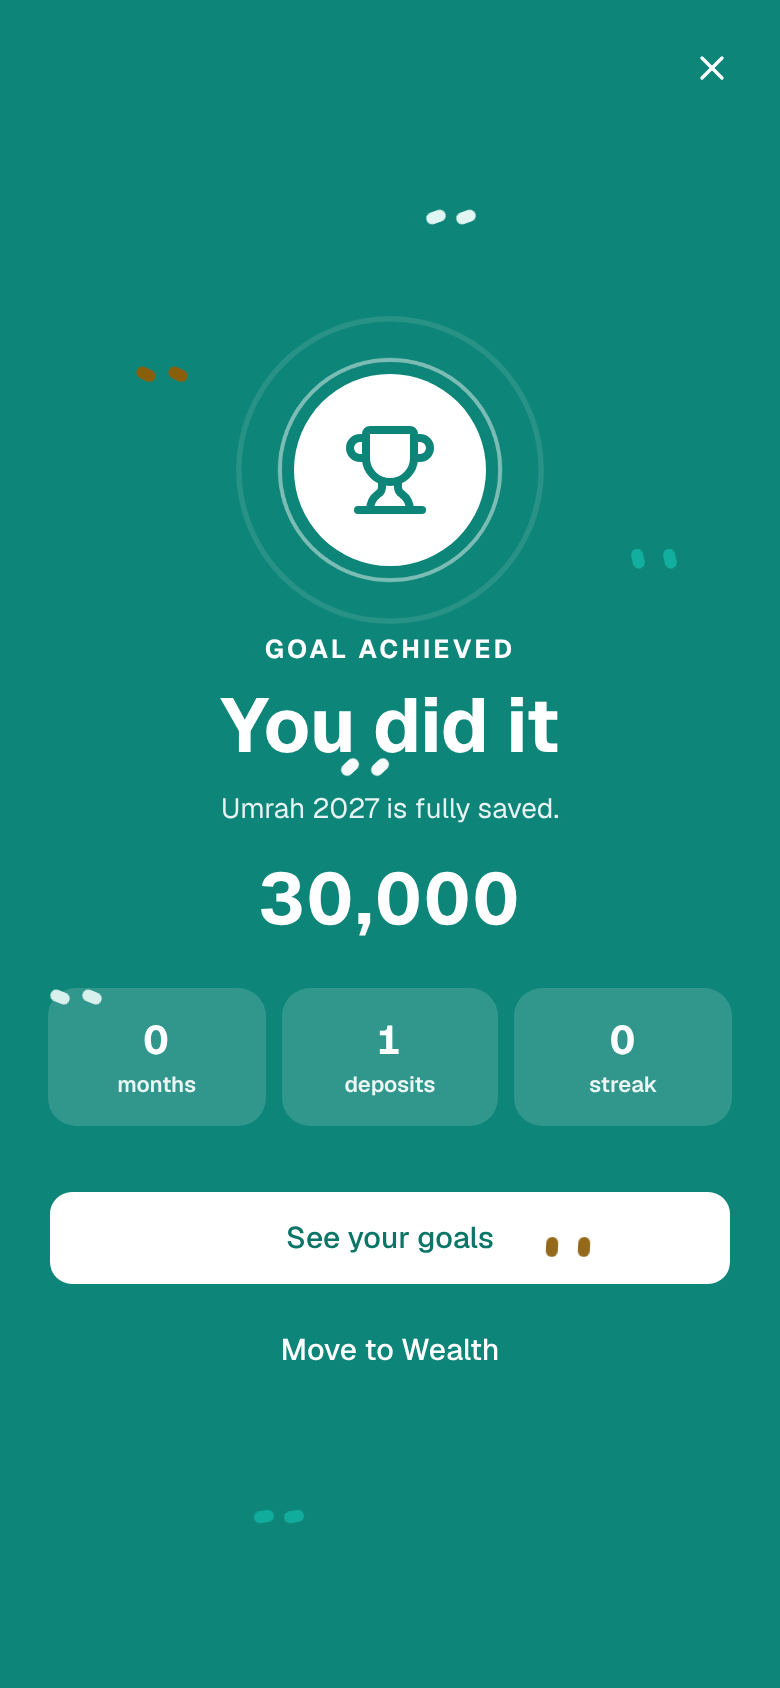 GOAL ACHIEVED
You did it
Umrah 2027 is fully saved.
30,000
0
months
1
deposits
0
streak
See your goals
Move to Wealth